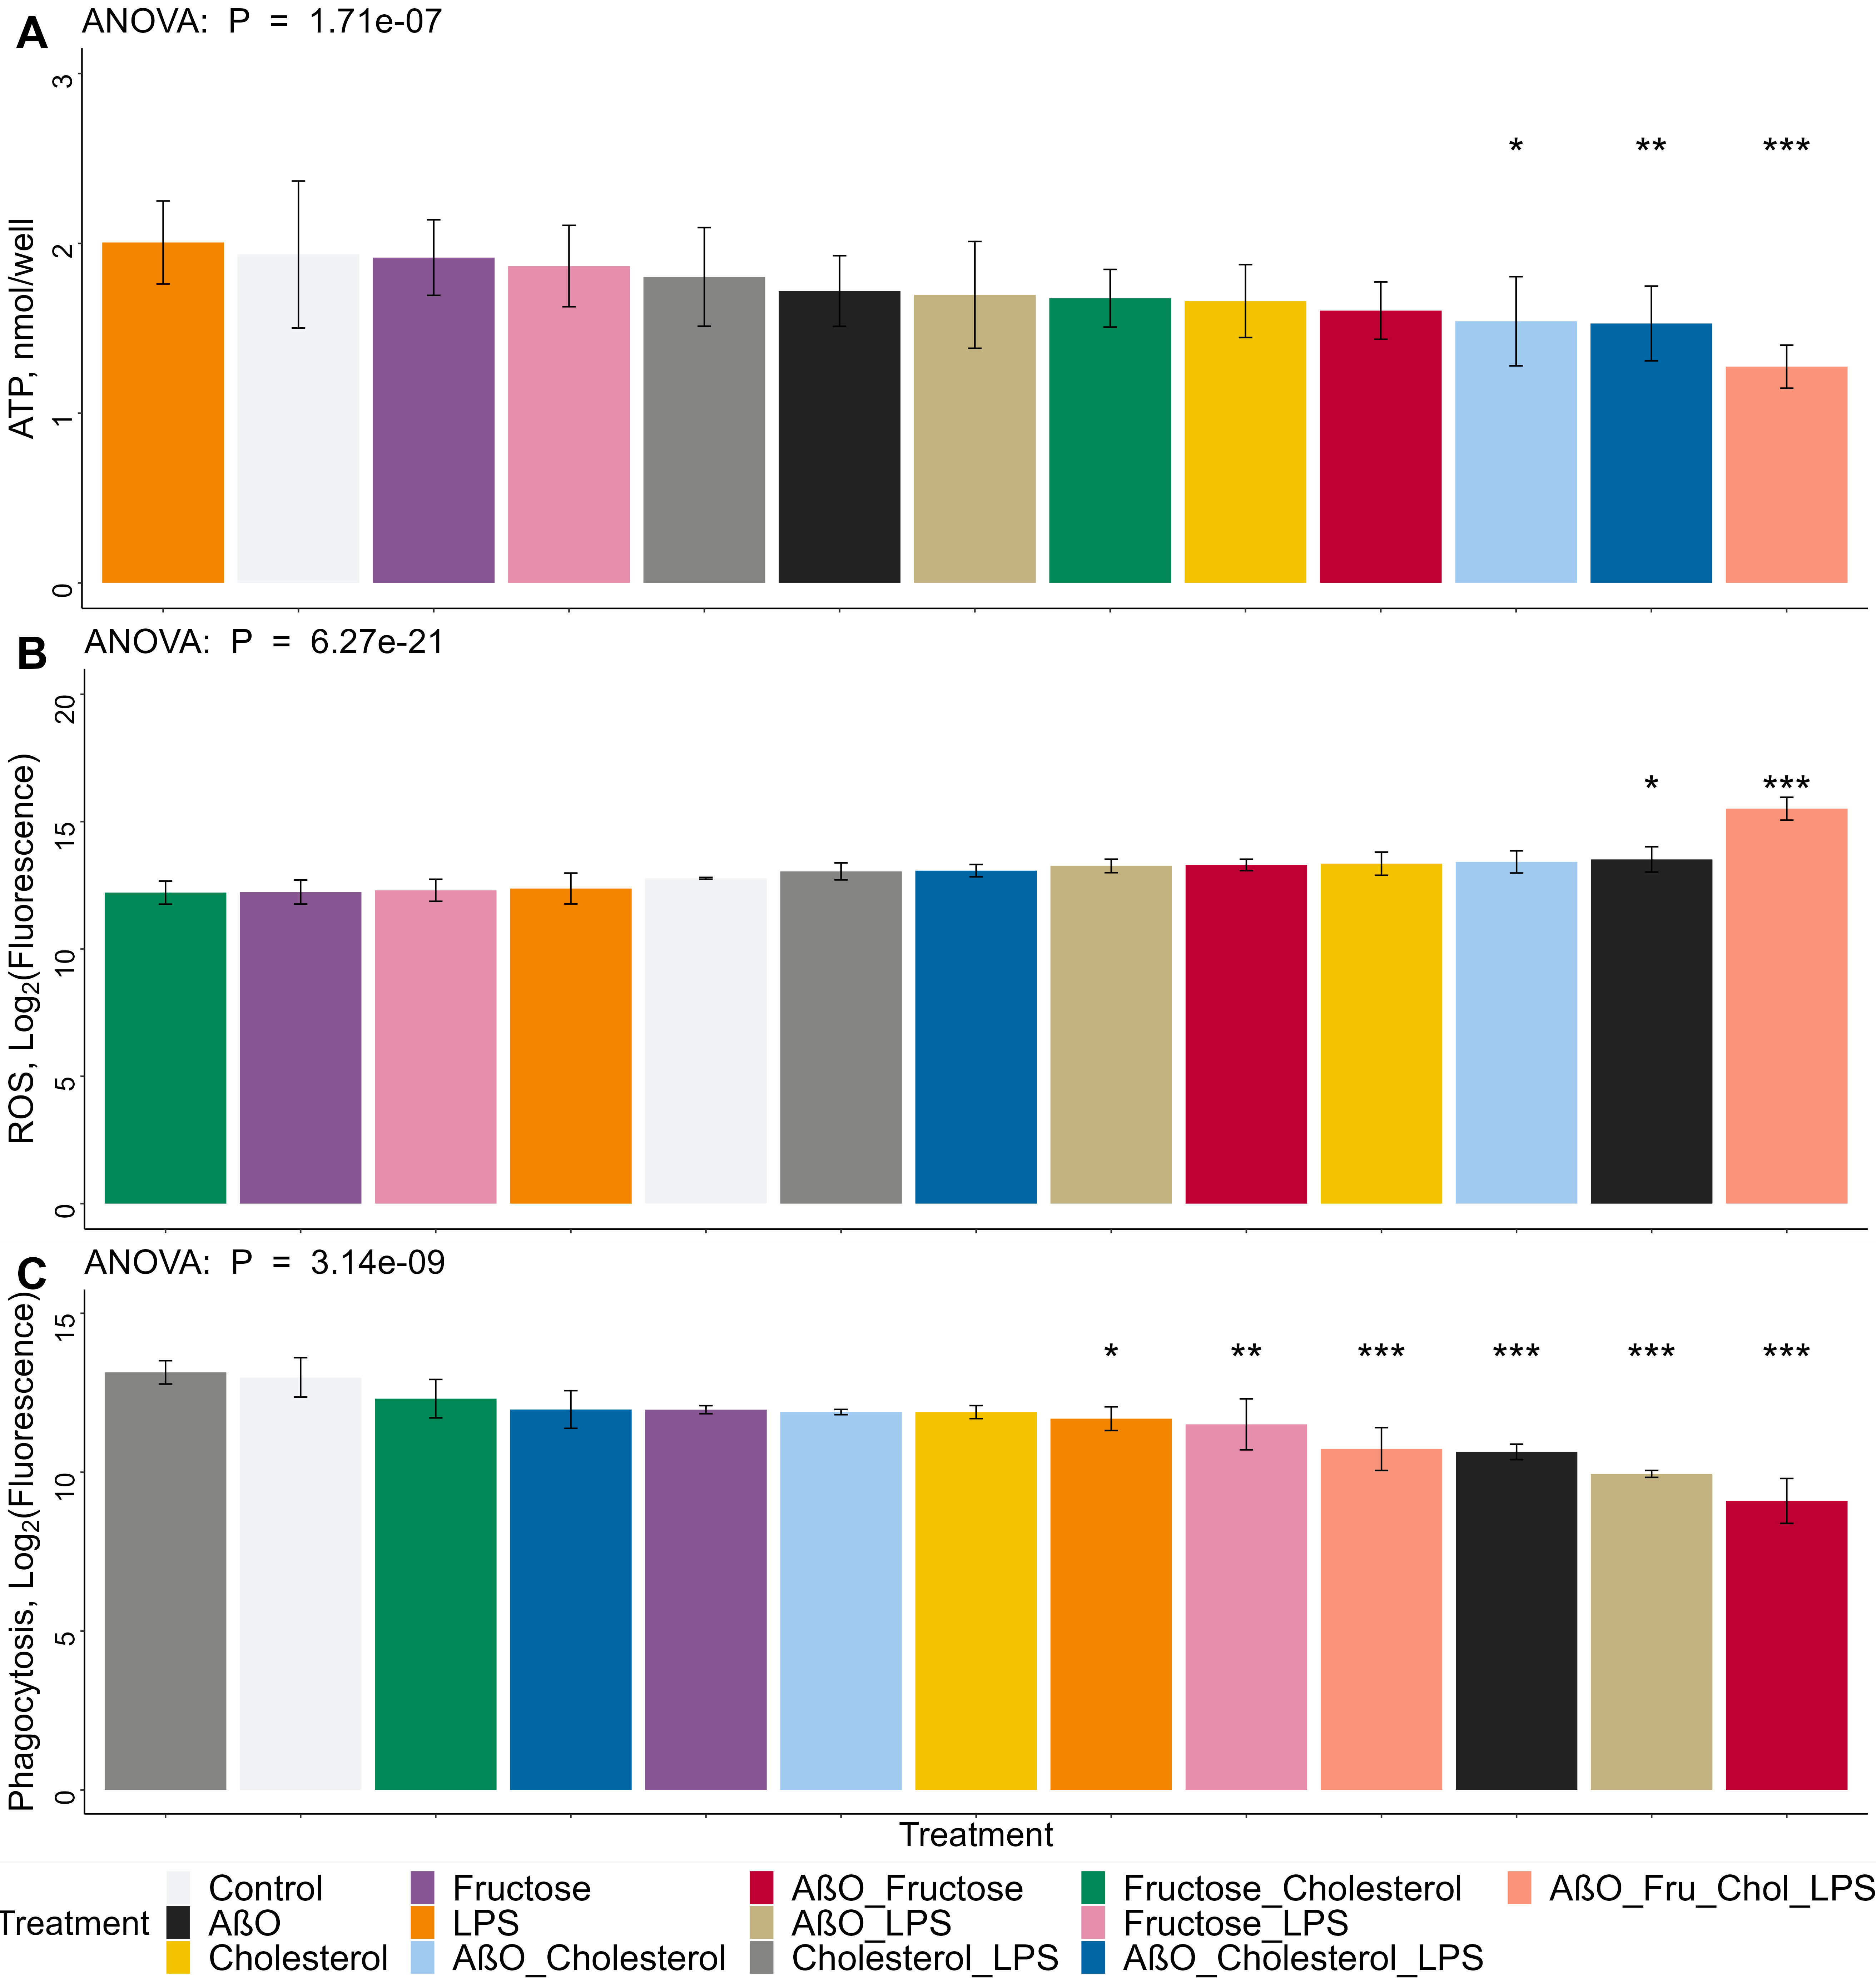 A ANOVA: P = 1.71e-07
3
* ** ***
2
1
0
ATP, nmol/well
B ANOVA: P = 6.27e-21
20
* ***
15
10
5
0
ROS, Log2(Fluorescence)
C ANOVA: P = 3.14e-09
15
* ** *** *** *** ***
10
5
0
Phagocytosis, Log2(Fluorescence)
Treatment
Treatment
Control
AßO
Cholesterol
Fructose
LPS
AßO_Cholesterol
AßO_Fructose
AßO_LPS
Cholesterol_LPS
Fructose_Cholesterol
Fructose_LPS
AßO_Cholesterol_LPS
AßO_Fru_Chol_LPS